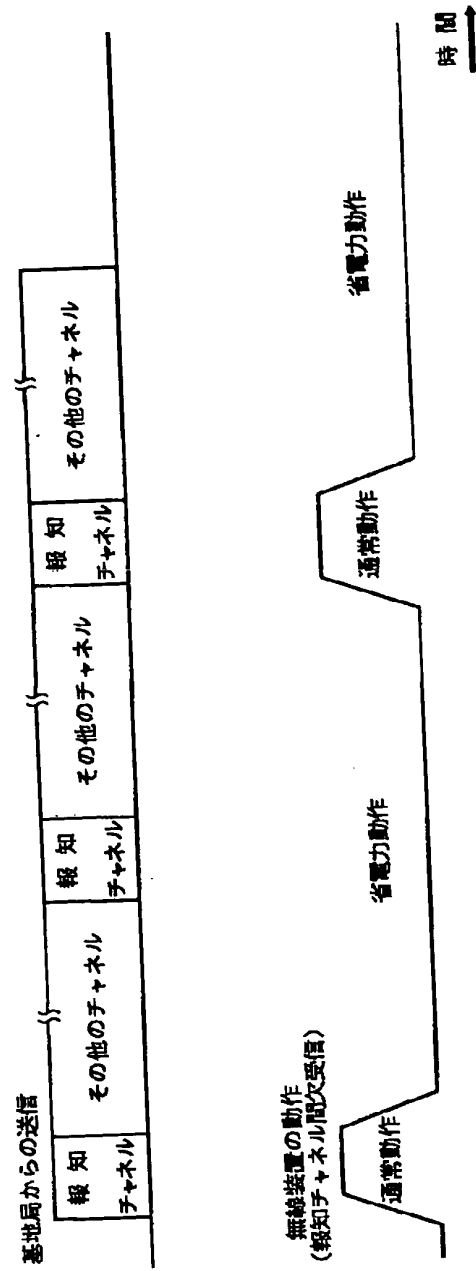 基地局からの送信
報知
チャネル
その他のチャネル
報知
チャネル
その他のチャネル
報知
チャネル
その他のチャネル
無線装置の動作
(報知チャネル間欠受信)
通常動作
省電力動作
通常動作
省電力動作
時間